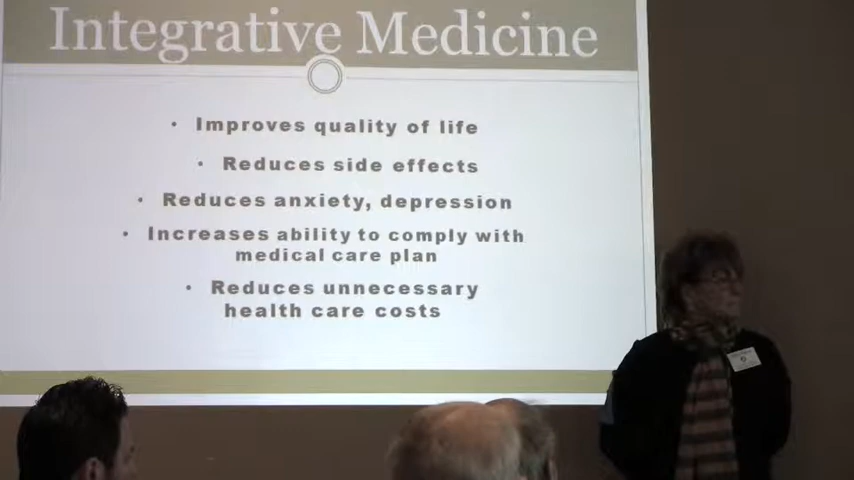 Integrative Medicine
• Improves quality of life
• Reduces side effects
• Reduces anxiety, depression
• Increases ability to comply with
medical care plan
• Reduces unnecessary
health care costs